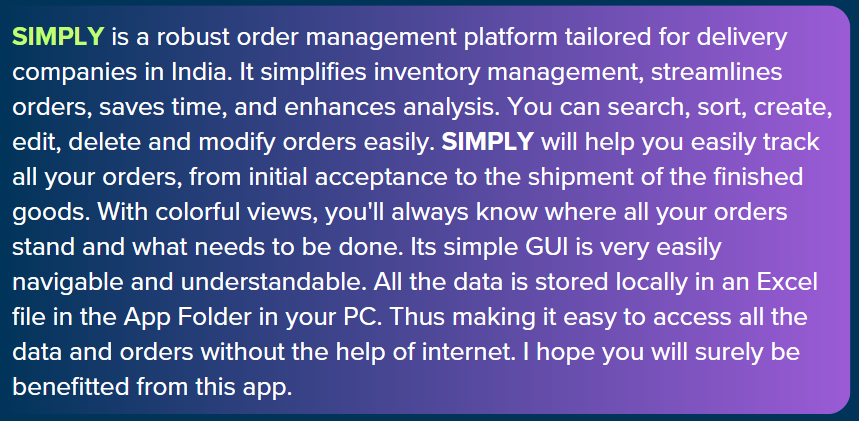 SIMPLY is a robust order management platform tailored for delivery
companies in India. It simplifies inventory management, streamlines
orders, saves time, and enhances analysis. You can search, sort, create,
edit, delete and modify orders easily. SIMPLY will help you easily track
all your orders, from initial acceptance to the shipment of the finished
goods. With colorful views, you'll always know where all your orders
stand and what needs to be done. Its simple GUI is very easily
navigable and understandable. All the data is stored locally in an Excel
file in the App Folder in your PC. Thus making it easy to access all the
data and orders without the help of internet. I hope you will surely be
benefitted from this app.